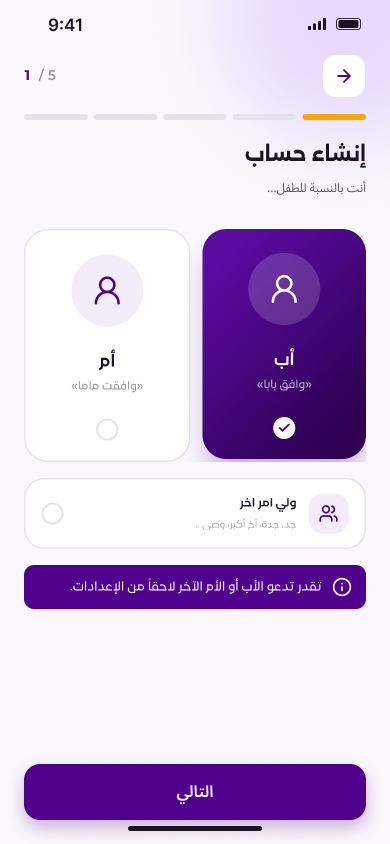 9:41
1 / 5
إنشاء حساب
أنت بالنسبة للطفل...
أب
«وافق بابا»
أم
«وافقت ماما»
ولي امر اخر
جد، جدة، أخ أكبر، وصي...
تقدر تدعو الأب أو الأم الآخر لاحقاً من الإعدادات.
التالي